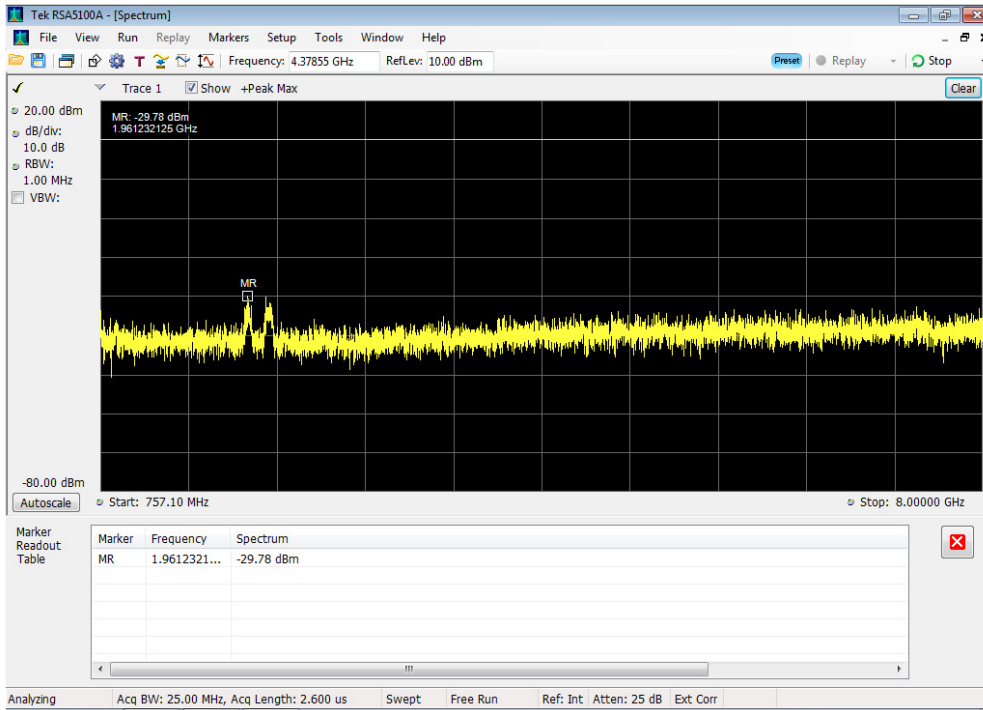 Tek RSA5100A - [Spectrum]
File View Run Replay Markers Setup Tools Window Help
T Frequency: 4.37855 GHz RefLev: 10.00 dBm Preset Replay Stop
Trace 1 Show +Peak Max Clear
20.00 dBm
dB/div:
10.0 dB
RBW:
1.00 MHz
VBW:
MR: -29.78 dBm
1.961232125 GHz
MR
-80.00 dBm
Autoscale Start: 757.10 MHz Stop: 8.00000 GHz
Marker
Readout
Table
Marker Frequency Spectrum
MR 1.9612321... -29.78 dBm
Analyzing Acq BW: 25.00 MHz, Acq Length: 2.600 us Swept Free Run Ref: Int Atten: 25 dB Ext Corr